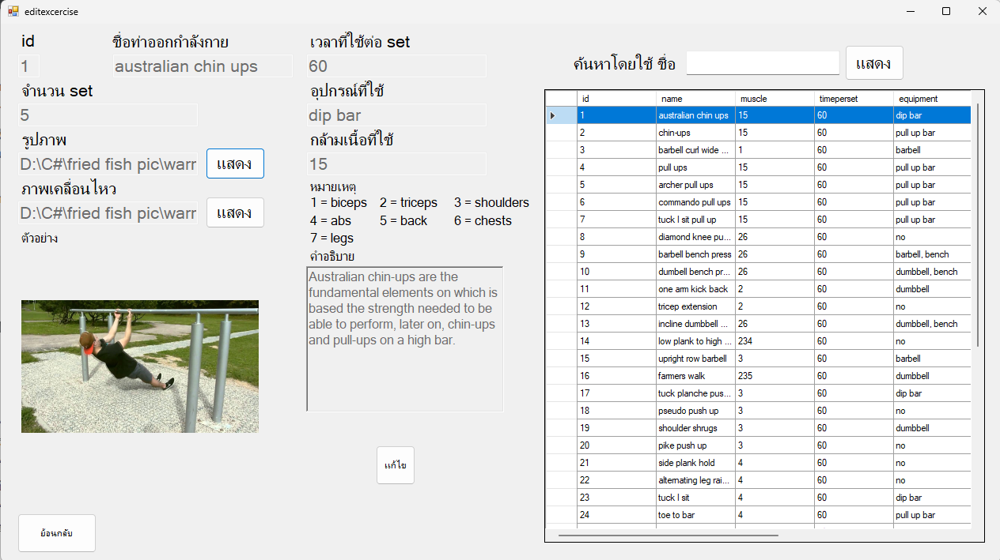 editexcercise
id ชื่อท่าออกกำลังกาย
1 australian chin ups
จำนวน set
5
รูปภาพ
D:\C#\fried fish pic\warr แสดง
ภาพเคลื่อนไหว
D:\C#\fried fish pic\warr แสดง
ตัวอย่าง
เวลาที่ใช้ต่อ set
60
อุปกรณ์ที่ใช้
dip bar
กล้ามเนื้อที่ใช้
15
หมายเหตุ
1 = biceps 2 = triceps 3 = shoulders
4 = abs 5 = back 6 = chests
7 = legs
คำอธิบาย
Australian chin-ups are the
fundamental elements on which is
based the strength needed to be
able to perform, later on, chin-ups
and pull-ups on a high bar.
แก้ไข
ย้อนกลับ
ค้นหาโดยใช้ ชื่อ แสดง
id name muscle timeperset equipment
1 australian chin ups 15 60 dip bar
2 chin-ups 15 60 pull up bar
3 barbell curl wide ... 1 60 barbell
4 pull ups 15 60 pull up bar
5 archer pull ups 15 60 pull up bar
6 commando pull ups 15 60 pull up bar
7 tuck l sit pull up 15 60 pull up bar
8 diamond knee pu... 26 60 no
9 barbell bench press 26 60 barbell, bench
10 dumbell bench pr... 26 60 dumbbell, bench
11 one arm kick back 2 60 dumbbell
12 tricep extension 2 60 no
13 incline dumbbell ... 26 60 dumbbell, bench
14 low plank to high ... 234 60 no
15 upright row barbell 3 60 barbell
16 farmers walk 235 60 dumbbell
17 tuck planche pus... 3 60 dip bar
18 pseudo push up 3 60 no
19 shoulder shrugs 3 60 dumbbell
20 pike push up 3 60 no
21 side plank hold 4 60 no
22 alternating leg rai... 4 60 no
23 tuck l sit 4 60 dip bar
24 toe to bar 4 60 pull up bar